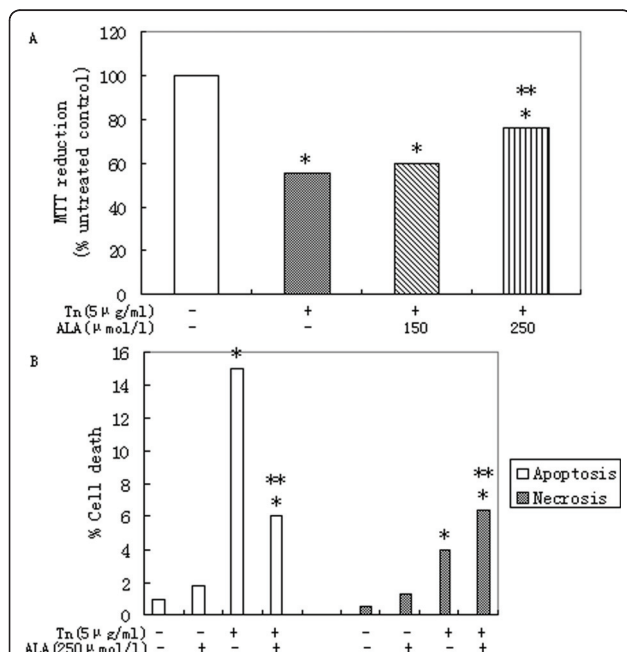 A
MTT reduction
(% untreated control)
120
100
80
60
40
20
0
*
*
**
*
Tn(5μg/ml) - + + +
ALA(μmol/l) - - 150 250
B
% Cell death
16
14
12
10
8
6
4
2
0
*
**
*
*
**
*
Apoptosis
Necrosis
Tn(5μg/ml) - - + + - - + +
ALA(250μmol/l) - + - + - + - +